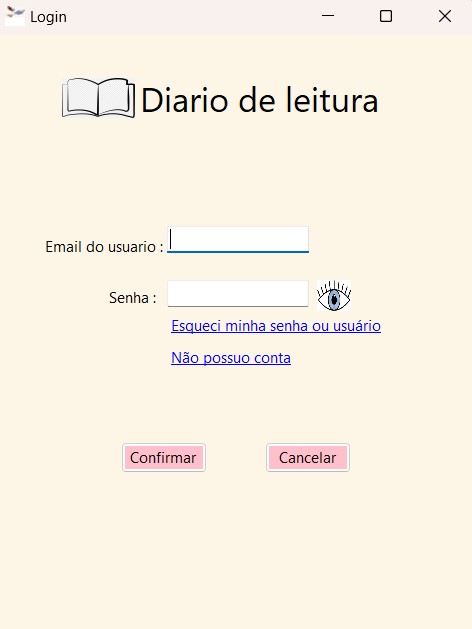 Login
Diario de leitura
Email do usuario :
Senha :
Esqueci minha senha ou usuário
Não possuo conta
Confirmar Cancelar